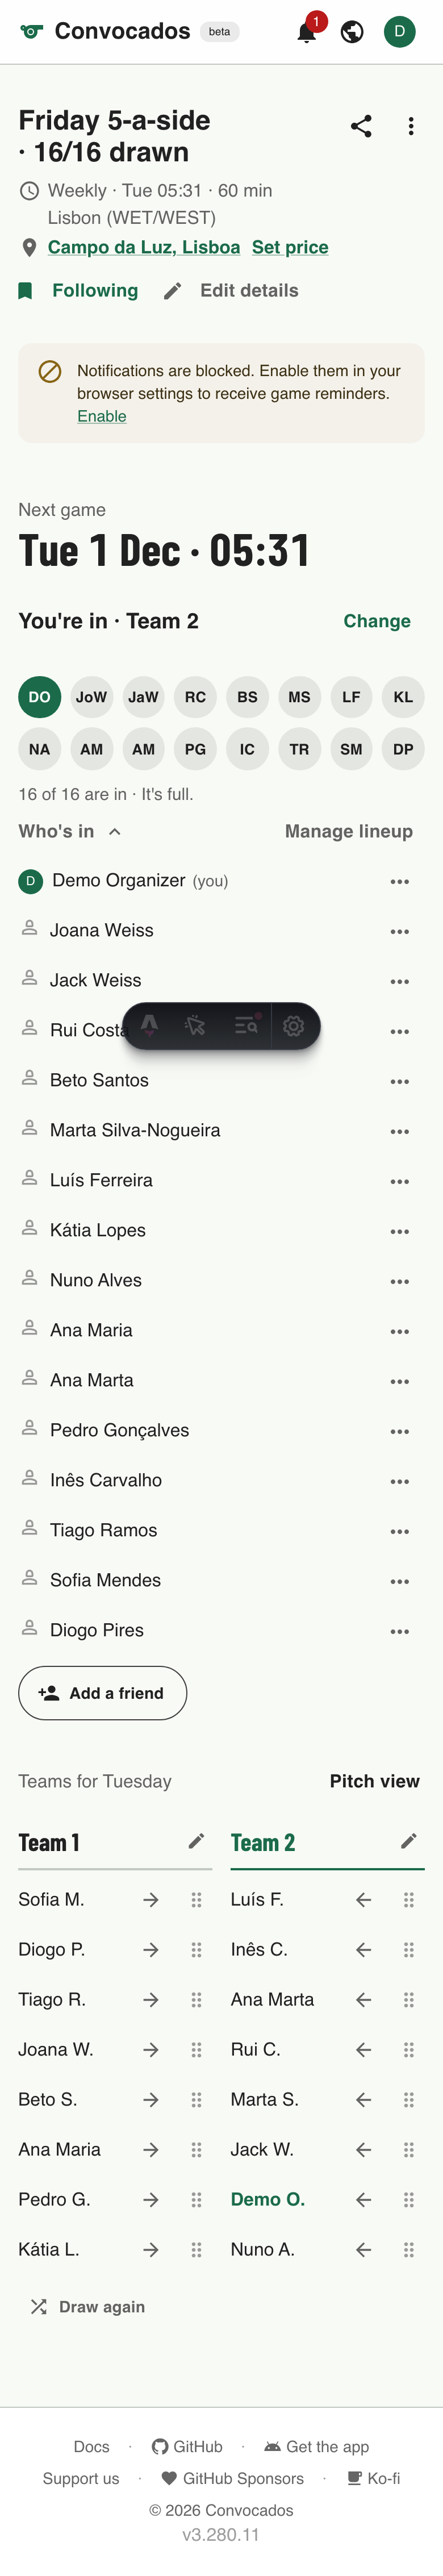 Convocados beta 1 D
Friday 5-a-side
· 16/16 drawn
Weekly · Tue 05:31 · 60 min
Lisbon (WET/WEST)
Campo da Luz, Lisboa Set price
Following Edit details
Notifications are blocked. Enable them in your
browser settings to receive game reminders.
Enable
Next game
Tue 1 Dec · 05:31
You're in · Team 2 Change
DO JoW JaW RC BS MS LF KL
NA AM AM PG IC TR SM DP
16 of 16 are in · It's full.
Who's in Manage lineup
D Demo Organizer (you)
Joana Weiss
Jack Weiss
Rui Costa
Beto Santos
Marta Silva-Nogueira
Luís Ferreira
Kátia Lopes
Nuno Alves
Ana Maria
Ana Marta
Pedro Gonçalves
Inês Carvalho
Tiago Ramos
Sofia Mendes
Diogo Pires
Add a friend
Teams for Tuesday Pitch view
Team 1 Team 2
Sofia M. Luís F.
Diogo P. Inês C.
Tiago R. Ana Marta
Joana W. Rui C.
Beto S. Marta S.
Ana Maria Jack W.
Pedro G. Demo O.
Kátia L. Nuno A.
Draw again
Docs · GitHub · Get the app
Support us · GitHub Sponsors · Ko-fi
© 2026 Convocados
v3.280.11